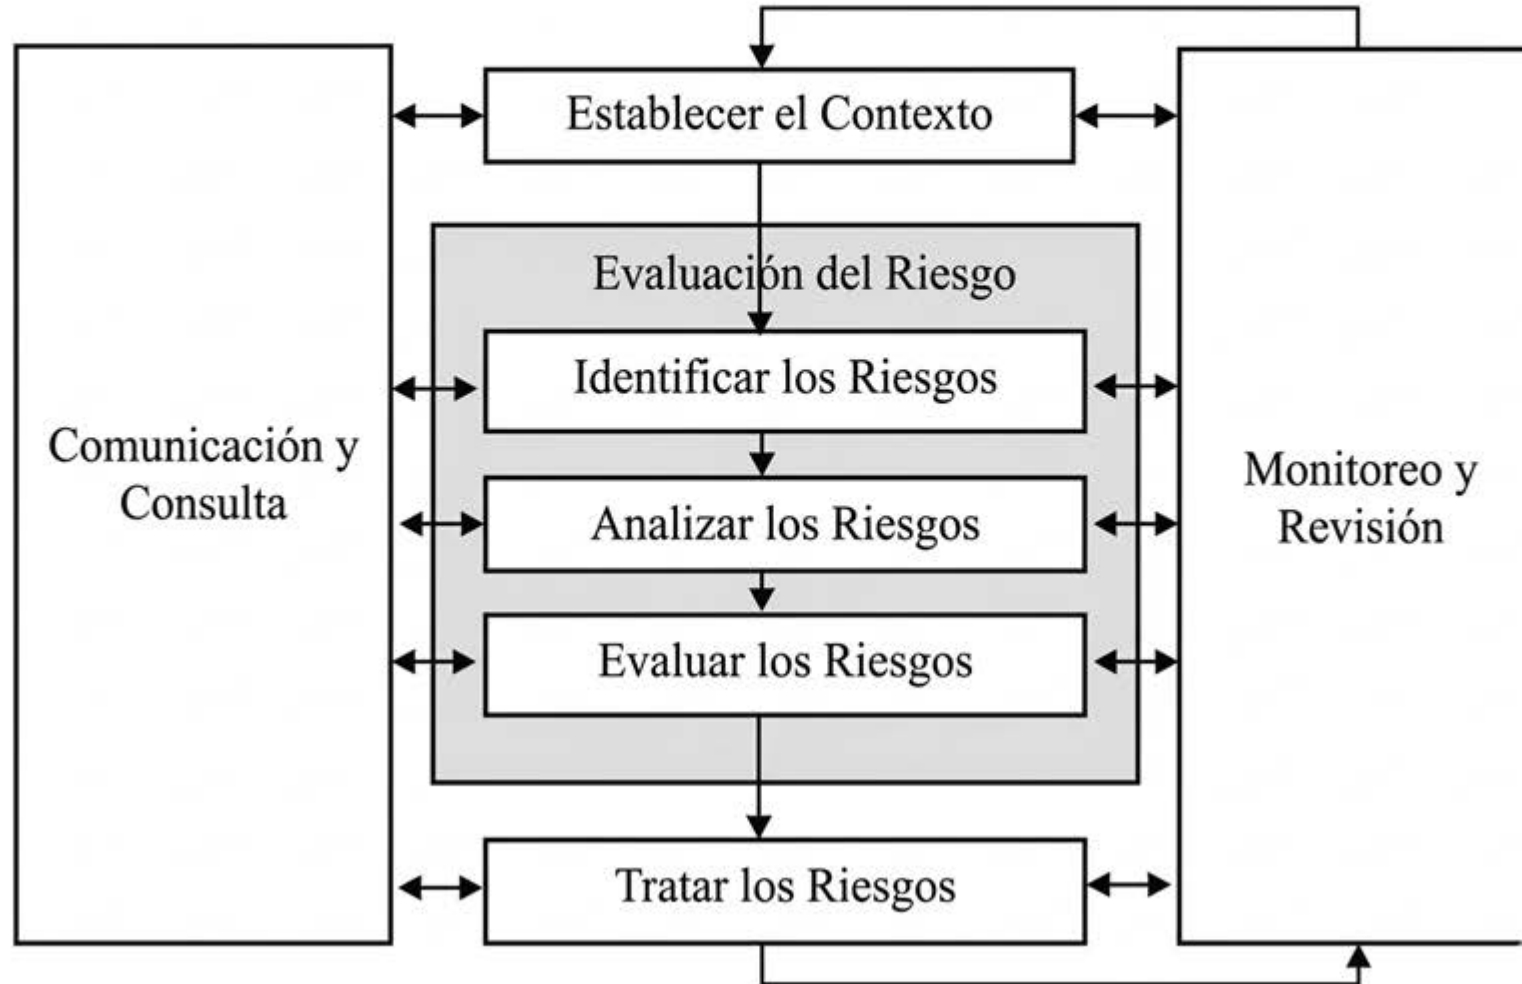 Establecer el Contexto
Evaluación del Riesgo
Identificar los Riesgos
Comunicación y
Consulta
Analizar los Riesgos
Monitoreo y
Revisión
Evaluar los Riesgos
Tratar los Riesgos